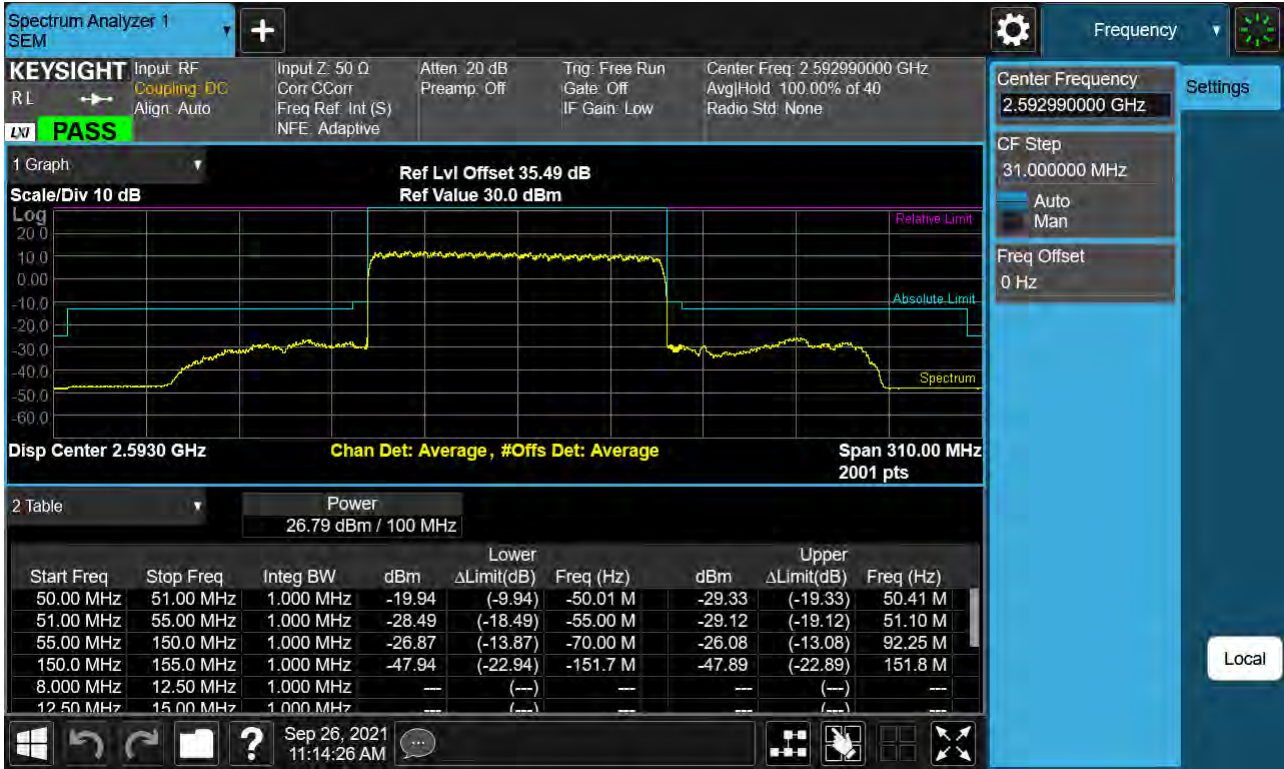 Spectrum Analyzer 1
SEM
Frequency
KEYSIGHT
RL
LXI PASS
Input: RF
Coupling: DC
Align: Auto
Input Z: 50 Ω
Corr CCorr
Freq Ref: Int (S)
NFE: Adaptive
Atten: 20 dB
Preamp: Off
Trig: Free Run
Gate: Off
IF Gain: Low
Center Freq: 2.592990000 GHz
Avg|Hold: 100.00% of 40
Radio Std: None
Center Frequency
2.592990000 GHz
Settings
CF Step
31.000000 MHz
Auto
Man
Freq Offset
0 Hz
Local
1 Graph
Scale/Div 10 dB
Ref Lvl Offset 35.49 dB
Ref Value 30.0 dBm
Log
20.0
10.0
0.00
-10.0
-20.0
-30.0
-40.0
-50.0
-60.0
Relative Limit
Absolute Limit
Spectrum
Disp Center 2.5930 GHz
Chan Det: Average, #Offs Det: Average
Span 310.00 MHz
2001 pts
2 Table
Power
26.79 dBm / 100 MHz
Lower Upper
Start Freq Stop Freq Integ BW dBm ΔLimit(dB) Freq (Hz) dBm ΔLimit(dB) Freq (Hz)
50.00 MHz 51.00 MHz 1.000 MHz -19.94 (-9.94) -50.01 M -29.33 (-19.33) 50.41 M
51.00 MHz 55.00 MHz 1.000 MHz -28.49 (-18.49) -55.00 M -29.12 (-19.12) 51.10 M
55.00 MHz 150.0 MHz 1.000 MHz -26.87 (-13.87) -70.00 M -26.08 (-13.08) 92.25 M
150.0 MHz 155.0 MHz 1.000 MHz -47.94 (-22.94) -151.7 M -47.89 (-22.89) 151.8 M
8.000 MHz 12.50 MHz 1.000 MHz --- (---) --- --- (---) ---
12.50 MHz 15.00 MHz 1.000 MHz --- (---) --- --- (---) ---
?
Sep 26, 2021
11:14:26 AM